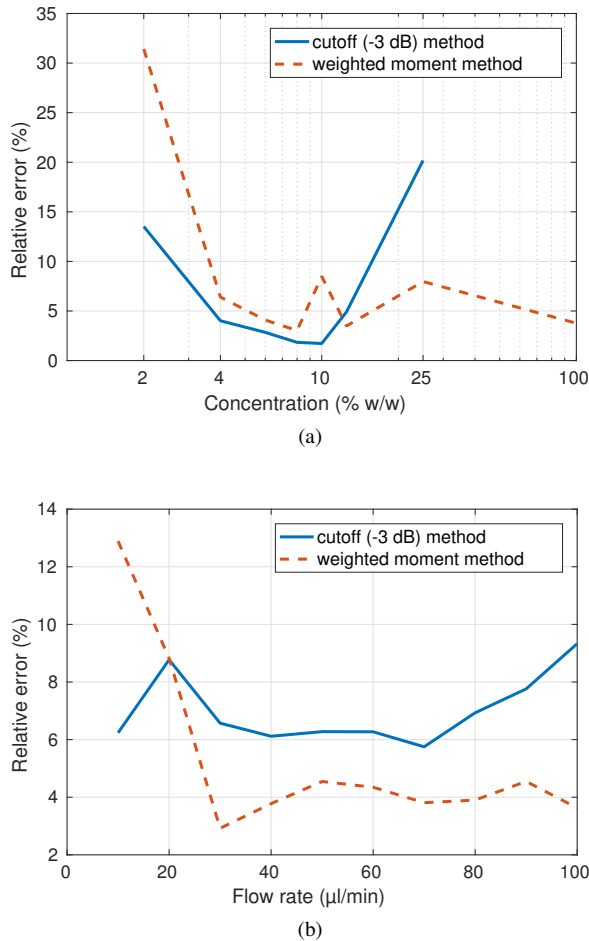 35
30
25
20
15
10
5
0
Relative error (%)
cutoff (-3 dB) method
weighted moment method
2 4 10 25 100
Concentration (% w/w)
(a)
14
12
10
8
6
4
2
Relative error (%)
cutoff (-3 dB) method
weighted moment method
0 20 40 60 80 100
Flow rate (µl/min)
(b)